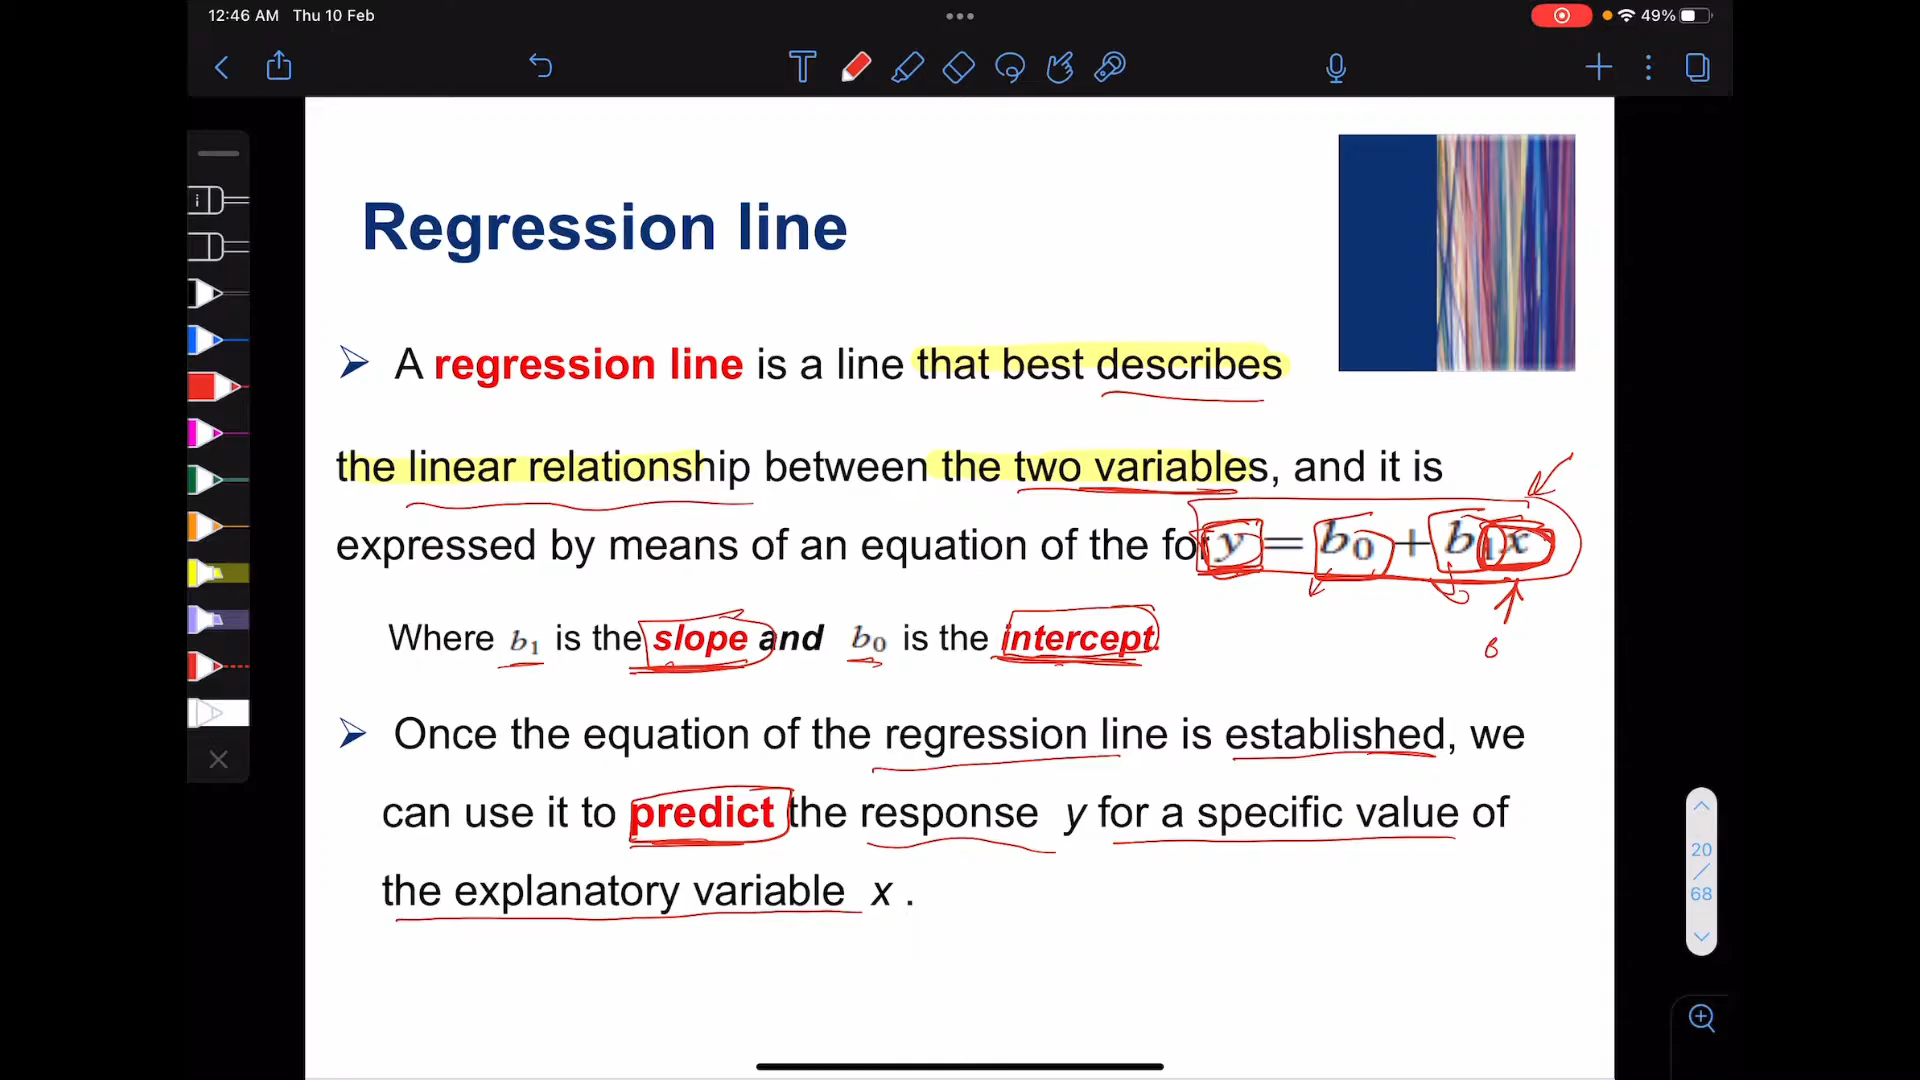 12:46 AM Thu 10 Feb
49%
T
Regression line
A regression line is a line that best describes
the linear relationship between the two variables, and it is
expressed by means of an equation of the for y = b₀ + b₁x
Where b₁ is the slope and b₀ is the intercept.
Once the equation of the regression line is established, we
can use it to predict the response y for a specific value of
the explanatory variable x .
20
/
68